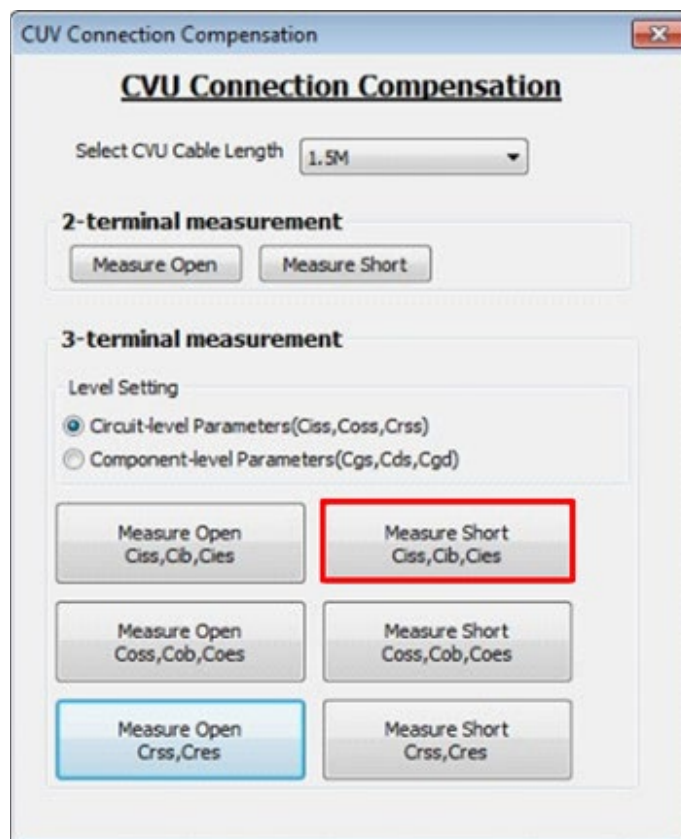 CUV Connection Compensation
CVU Connection Compensation
Select CVU Cable Length 1.5M
2-terminal measurement
Measure Open Measure Short
3-terminal measurement
Level Setting
Circuit-level Parameters(Ciss,Coss,Crss)
Component-level Parameters(Cgs,Cds,Cgd)
Measure Open
Ciss,Cib,Cies
Measure Short
Ciss,Cib,Cies
Measure Open
Coss,Cob,Coes
Measure Short
Coss,Cob,Coes
Measure Open
Crss,Cres
Measure Short
Crss,Cres